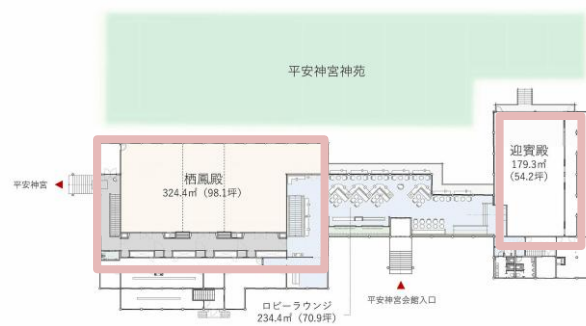 平安神宮神苑
迎賓殿
179.3㎡
(54.2坪)
栖鳳殿
324.4㎡（98.1坪）
平安神宮
ロビーラウンジ
234.4㎡（70.9坪）
平安神宮会館入口